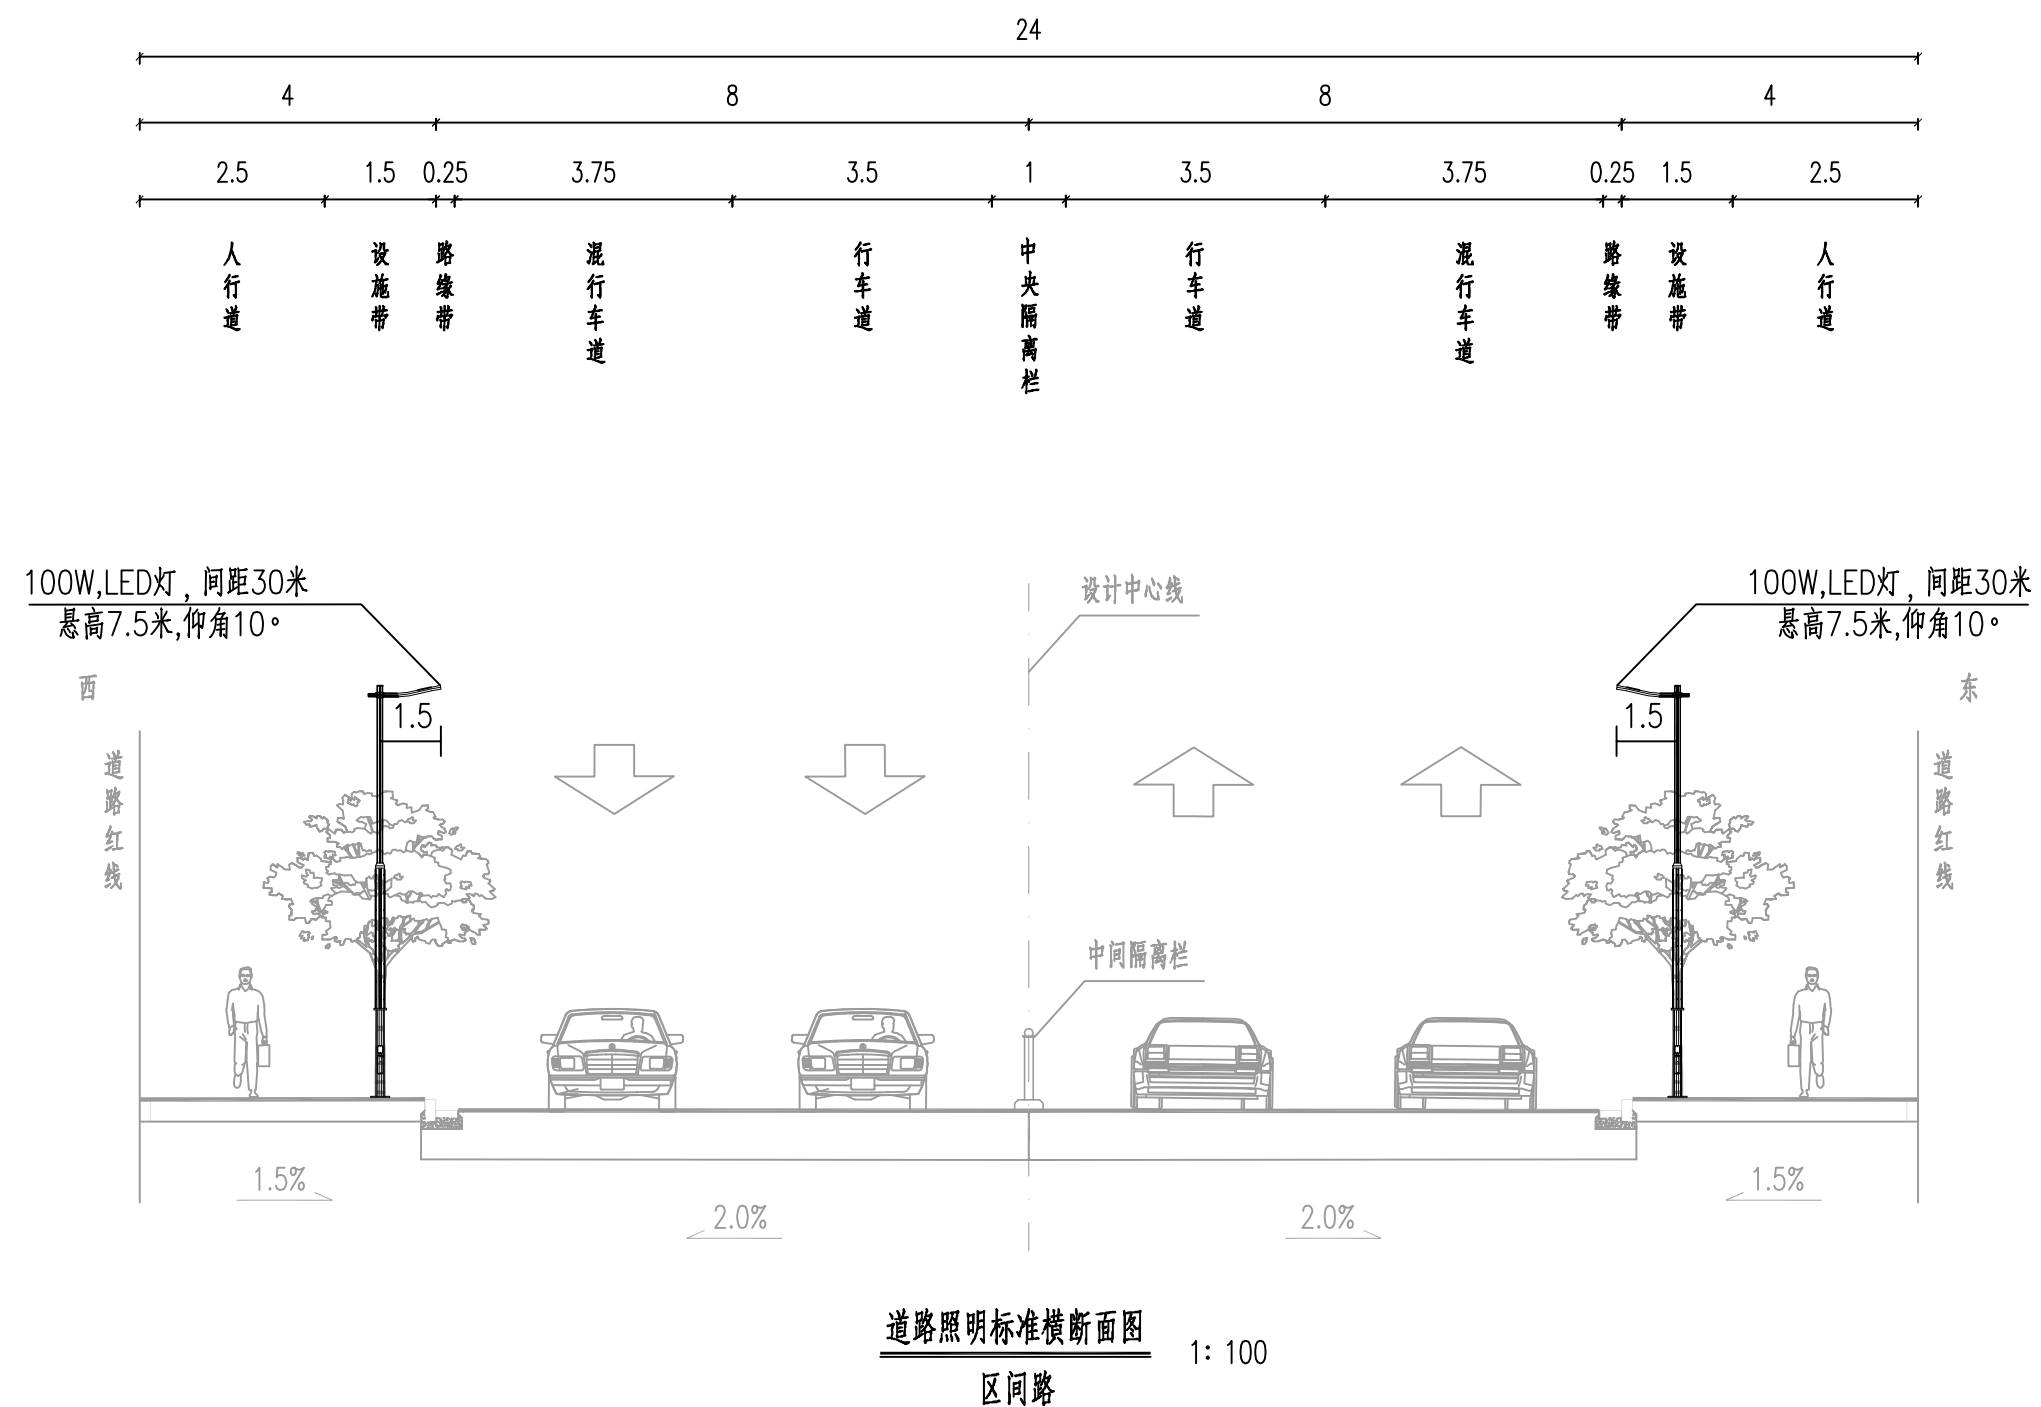 24
4 8 8 4
2.5 1.5 0.25 3.75 3.5 1 3.5 3.75 0.25 1.5 2.5
人行道
设施带
路缘带
混行车道
行车道
中央隔离栏
行车道
混行车道
路缘带
设施带
人行道
100W,LED灯，间距30米
悬高7.5米,仰角10°
设计中心线
100W,LED灯，间距30米
悬高7.5米,仰角10°
西
东
1.5
1.5
道路红线
道路红线
中间隔离栏
1.5%
1.5%
2.0%
2.0%
道路照明标准横断面图
1：100
区间路